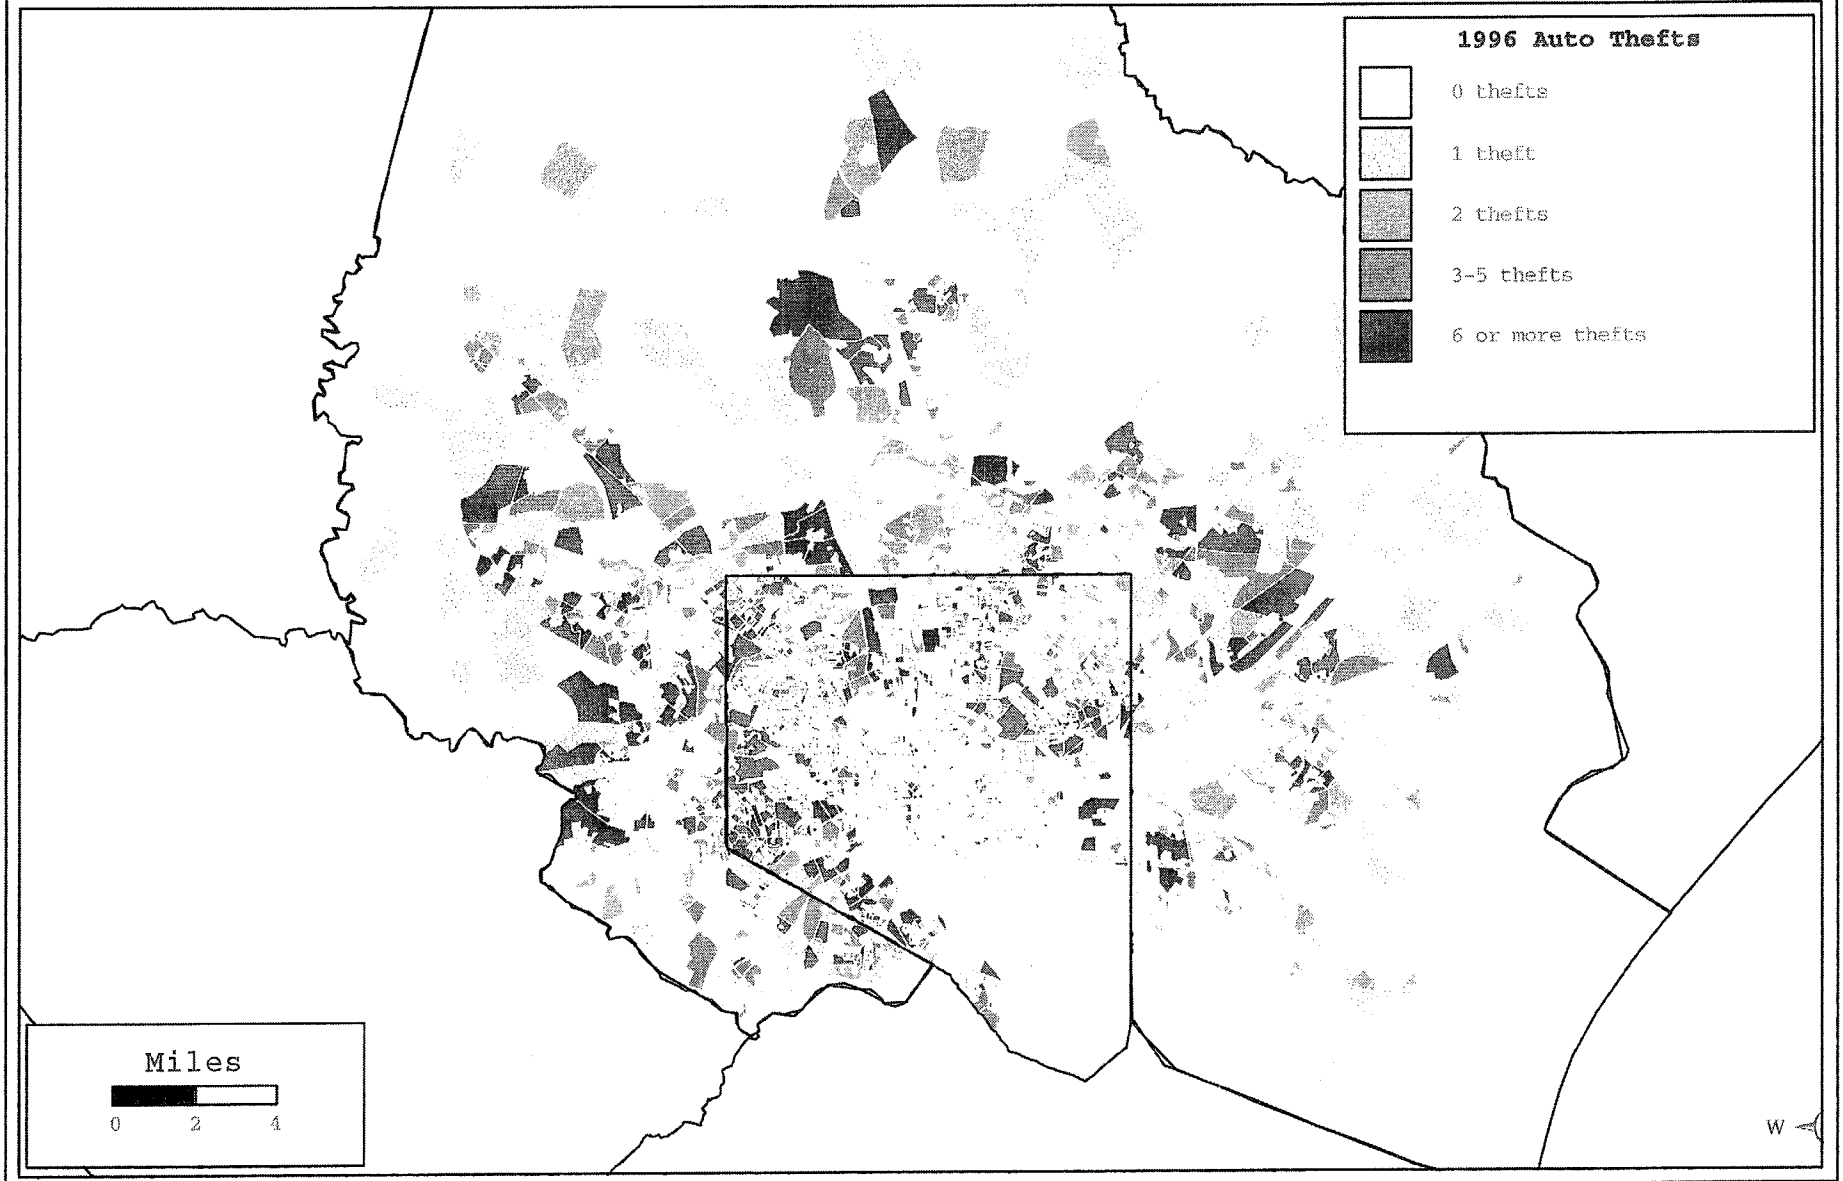 1996 Auto Thefts
0 thefts
1 theft
2 thefts
3-5 thefts
6 or more thefts
Miles
0 2 4
W